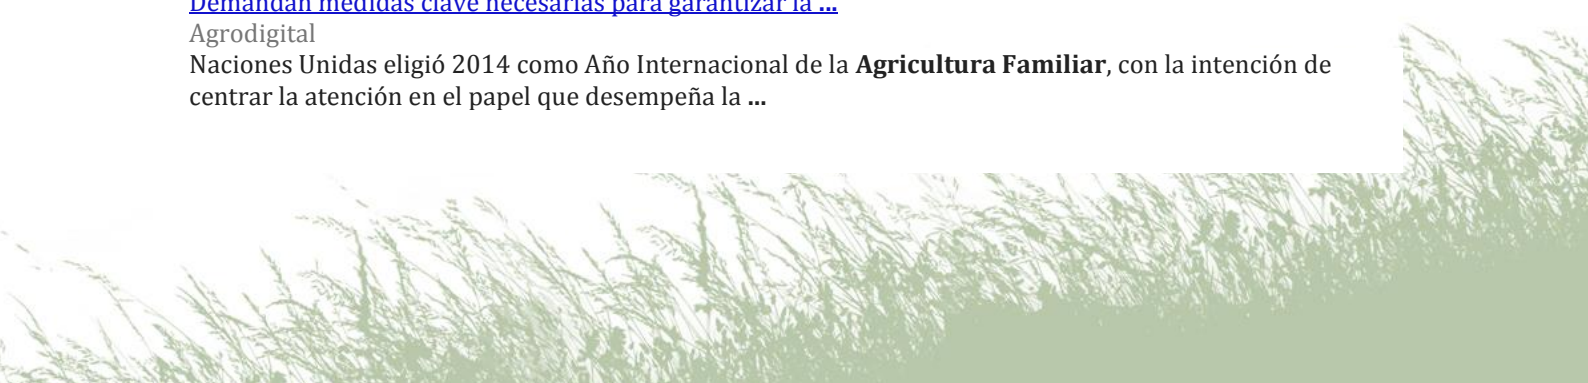 Demandan medidas clave necesarias para garantizar la ...
Agrodigital
Naciones Unidas eligió 2014 como Año Internacional de la Agricultura Familiar, con la intención de
centrar la atención en el papel que desempeña la ...